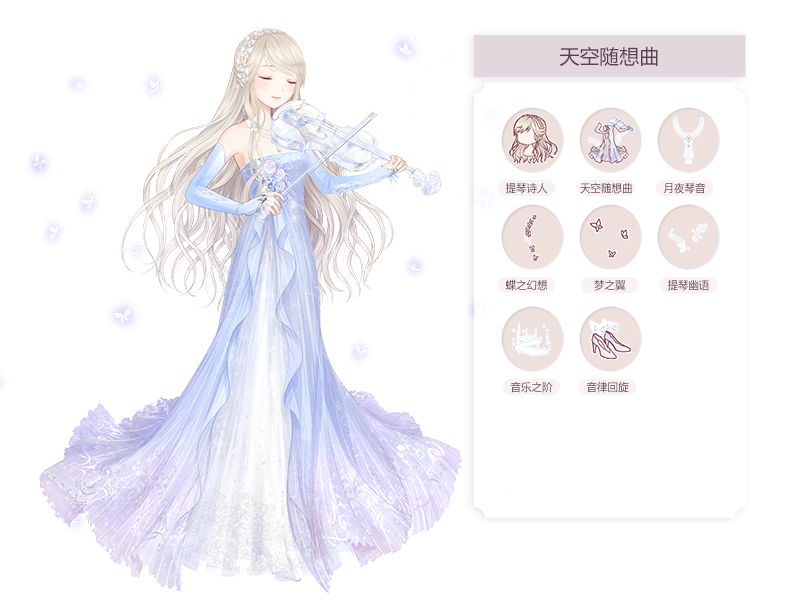 天空随想曲
提琴诗人
天空随想曲
月夜琴音
蝶之幻想
梦之翼
提琴幽语
音乐之阶
音律回旋